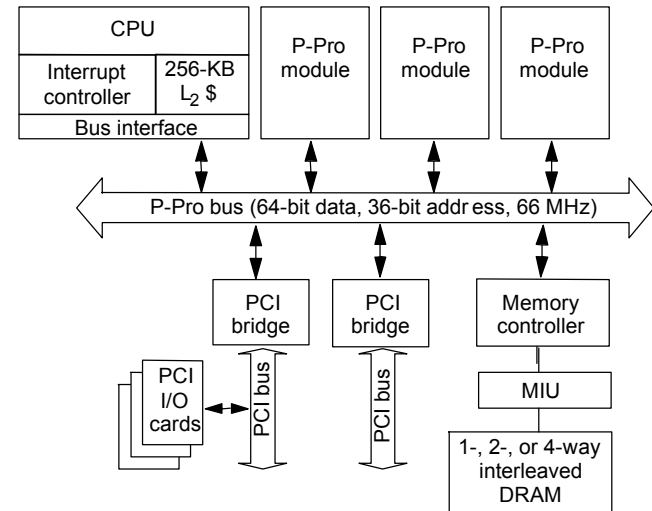 CPU
Interrupt
controller
256-KB
L2 $
Bus interface
P-Pro
module
P-Pro
module
P-Pro
module
P-Pro bus (64-bit data, 36-bit addr ess, 66 MHz)
PCI
bridge
PCI
bridge
Memory
controller
PCI
I/O
cards
PCI bus
PCI bus
MIU
1-, 2-, or 4-way
interleaved
DRAM